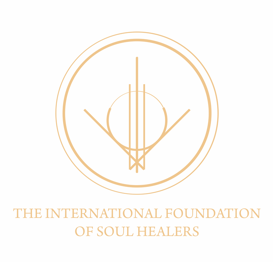 THE INTERNATIONAL FOUNDATION
OF SOUL HEALERS